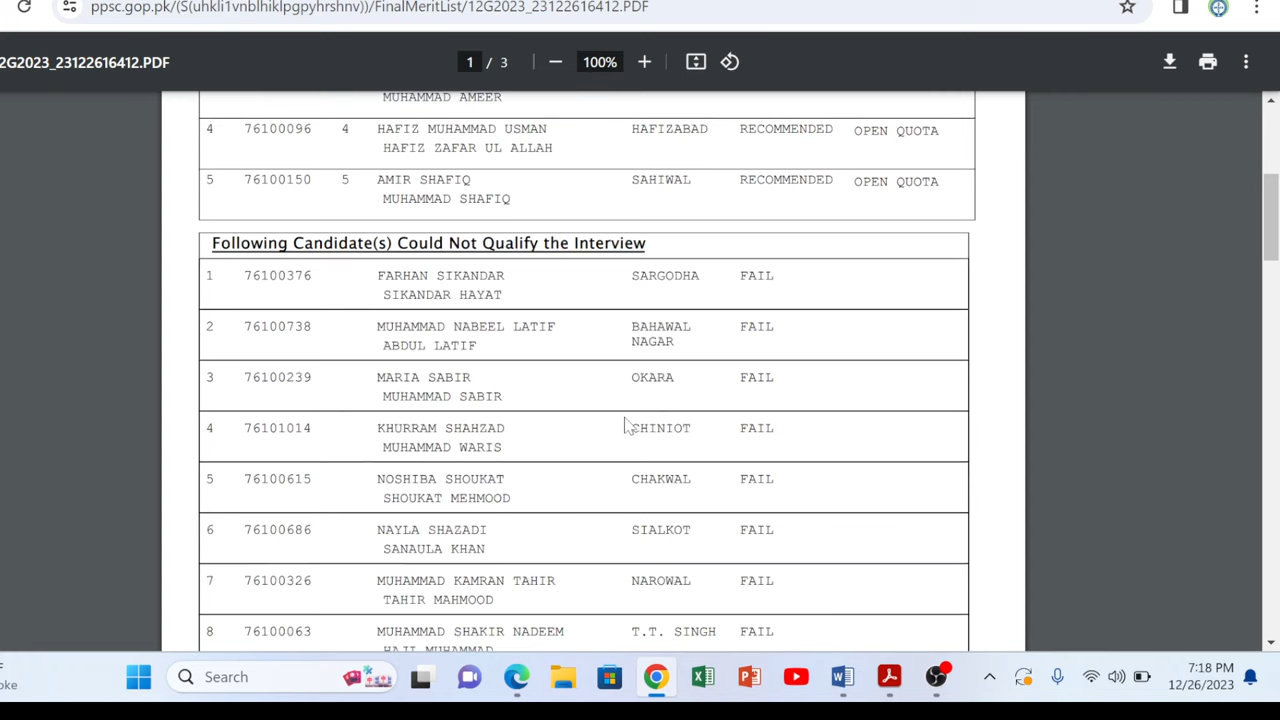 ppsc.gop.pk/(S(uhkli1vnblhiklpgpyhrshnv))/FinalMeritList/12G2023_23122616412.PDF
2G2023_23122616412.PDF
1 / 3
100%
MUHAMMAD AMEER
4 76100096 4 HAFIZ MUHAMMAD USMAN HAFIZABAD RECOMMENDED OPEN QUOTA
HAFIZ ZAFAR UL ALLAH
5 76100150 5 AMIR SHAFIQ SAHIWAL RECOMMENDED OPEN QUOTA
MUHAMMAD SHAFIQ
Following Candidate(s) Could Not Qualify the Interview
1 76100376 FARHAN SIKANDAR SARGODHA FAIL
SIKANDAR HAYAT
2 76100738 MUHAMMAD NABEEL LATIF BAHAWAL FAIL
ABDUL LATIF NAGAR
3 76100239 MARIA SABIR OKARA FAIL
MUHAMMAD SABIR
4 76101014 KHURRAM SHAHZAD CHINIOT FAIL
MUHAMMAD WARIS
5 76100615 NOSHIBA SHOUKAT CHAKWAL FAIL
SHOUKAT MEHMOOD
6 76100686 NAYLA SHAZADI SIALKOT FAIL
SANAULA KHAN
7 76100326 MUHAMMAD KAMRAN TAHIR NAROWAL FAIL
TAHIR MAHMOOD
8 76100063 MUHAMMAD SHAKIR NADEEM T.T. SINGH FAIL
HAJI MUHAMMAD
Search
7:18 PM
12/26/2023